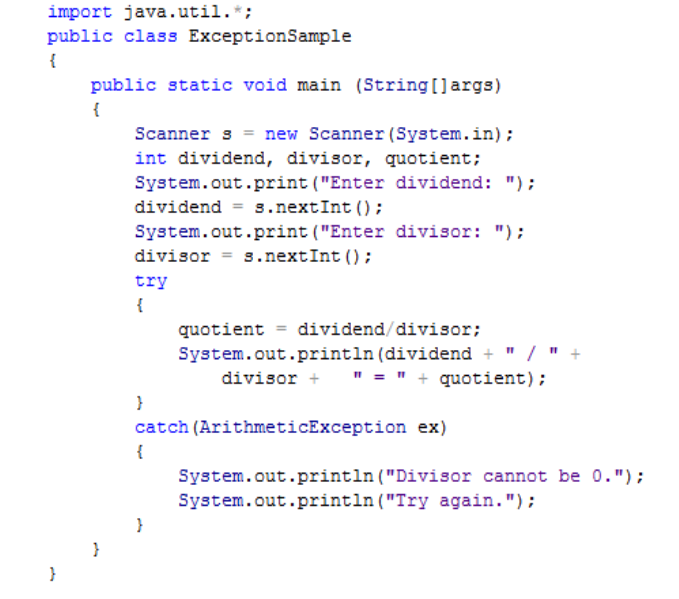 import java.util.*;
public class ExceptionSample
{
    public static void main (String[]args)
    {
        Scanner s = new Scanner(System.in);
        int dividend, divisor, quotient;
        System.out.print("Enter dividend: ");
        dividend = s.nextInt();
        System.out.print("Enter divisor: ");
        divisor = s.nextInt();
        try
        {
            quotient = dividend/divisor;
            System.out.println(dividend + " / " +
                divisor +   " = " + quotient);
        }
        catch(ArithmeticException ex)
        {
            System.out.println("Divisor cannot be 0.");
            System.out.println("Try again.");
        }
    }
}